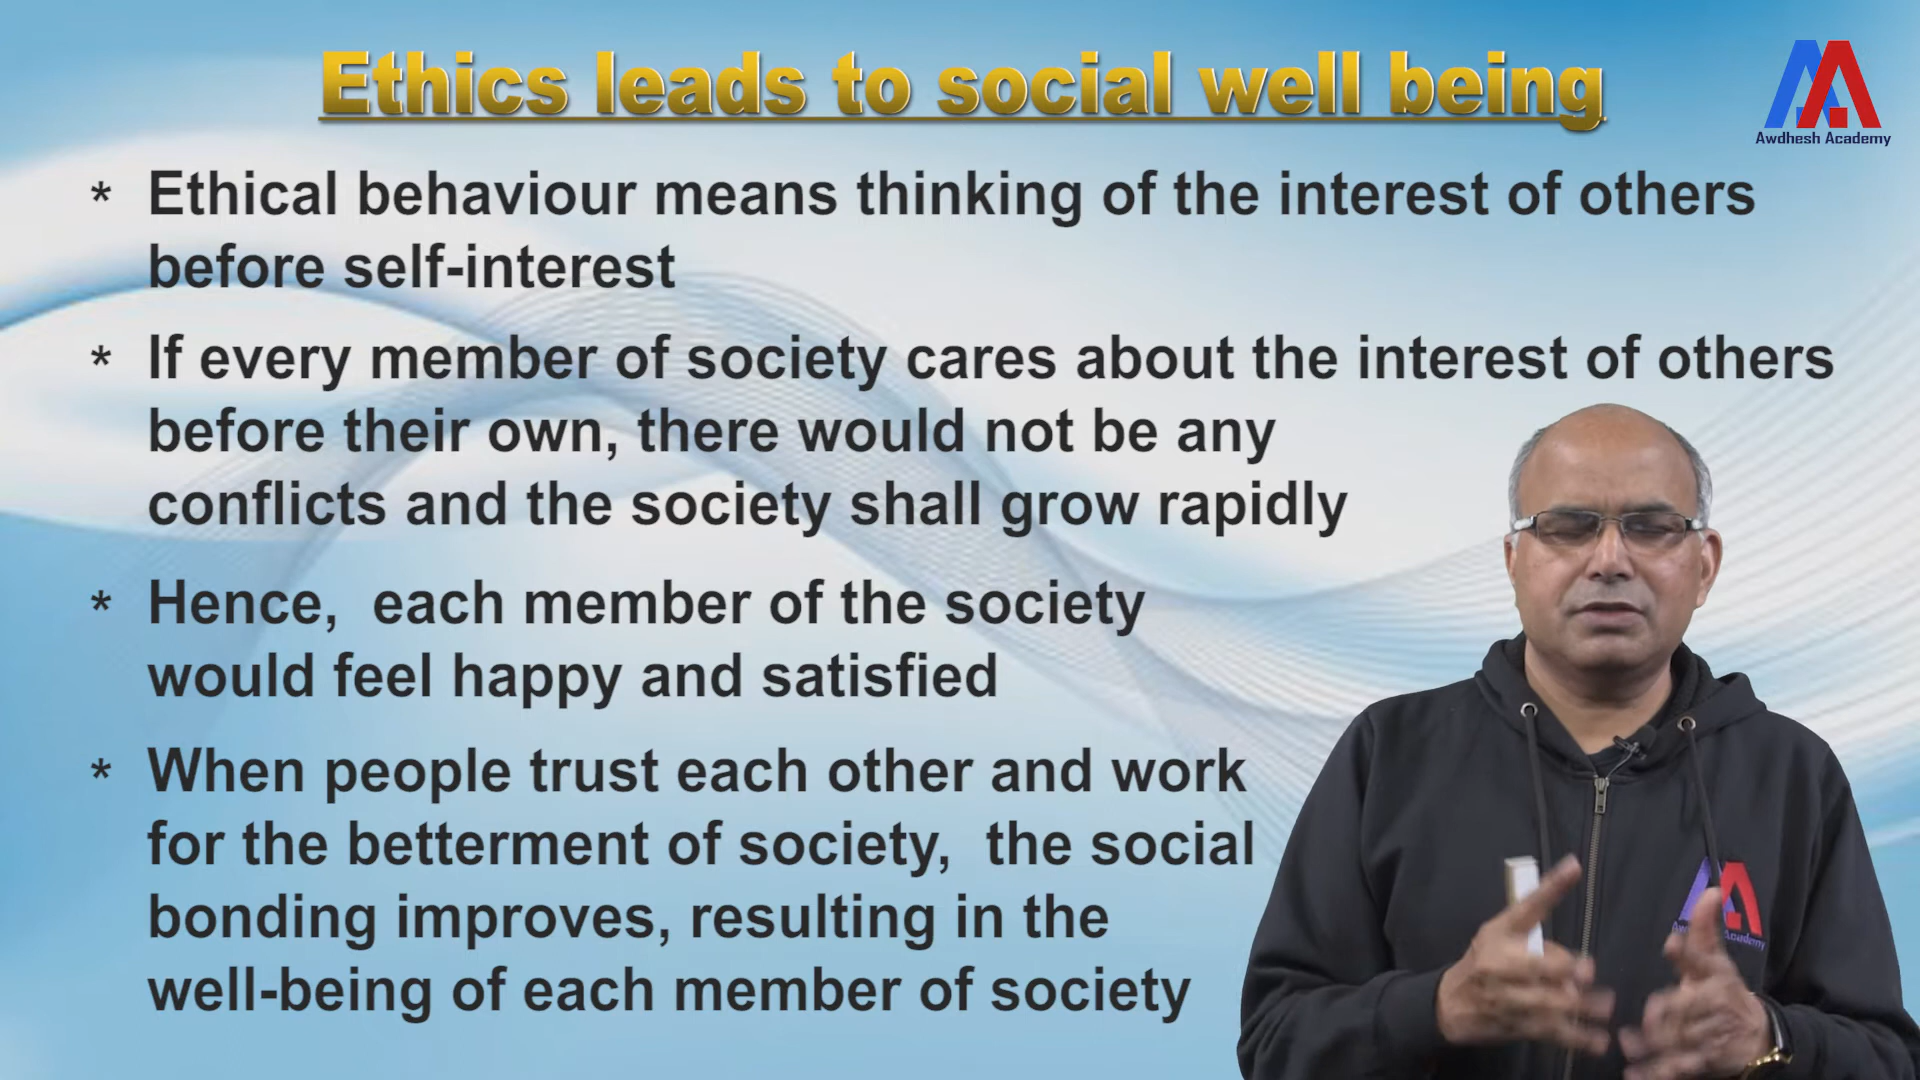 Ethics leads to social well being
AA
Awdhesh Academy
* Ethical behaviour means thinking of the interest of others
before self-interest
* If every member of society cares about the interest of others
before their own, there would not be any
conflicts and the society shall grow rapidly
* Hence, each member of the society
would feel happy and satisfied
* When people trust each other and work
for the betterment of society, the social
bonding improves, resulting in the
well-being of each member of society
AA
Academy